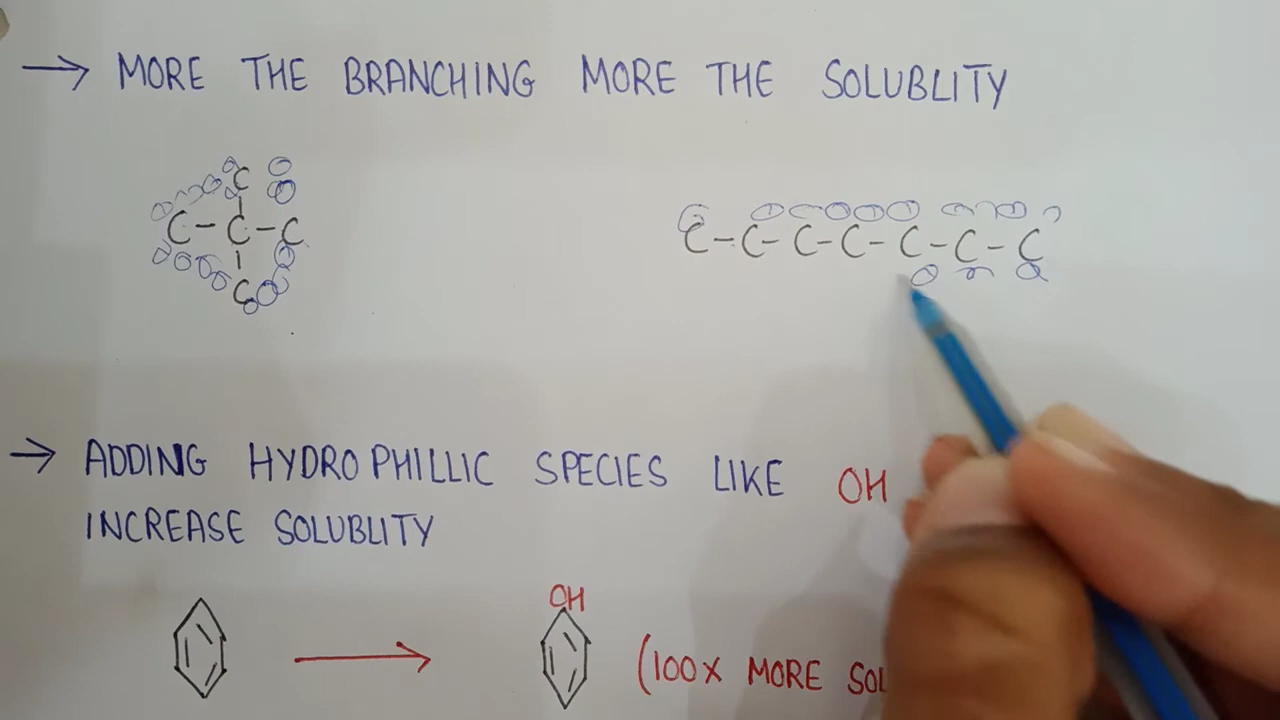 → MORE THE BRANCHING MORE THE SOLUBLITY
C
C-C-C
C
C-C-C-C-C-C-C
→ ADDING HYDROPHILLIC SPECIES LIKE OH
INCREASE SOLUBLITY
OH
(100X MORE SOL